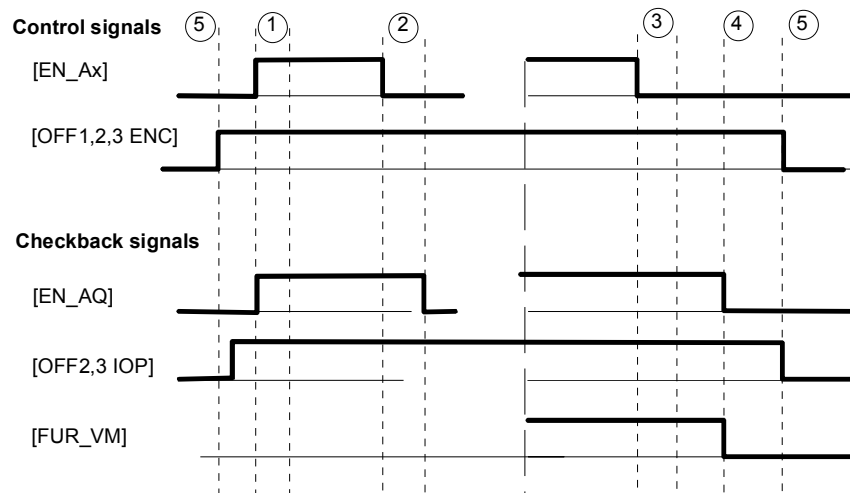 Control signals
5 1 2 3 4 5
[EN_Ax]
[OFF1,2,3 ENC]
Checkback signals
[EN_AQ]
[OFF2,3 IOP]
[FUR_VM]